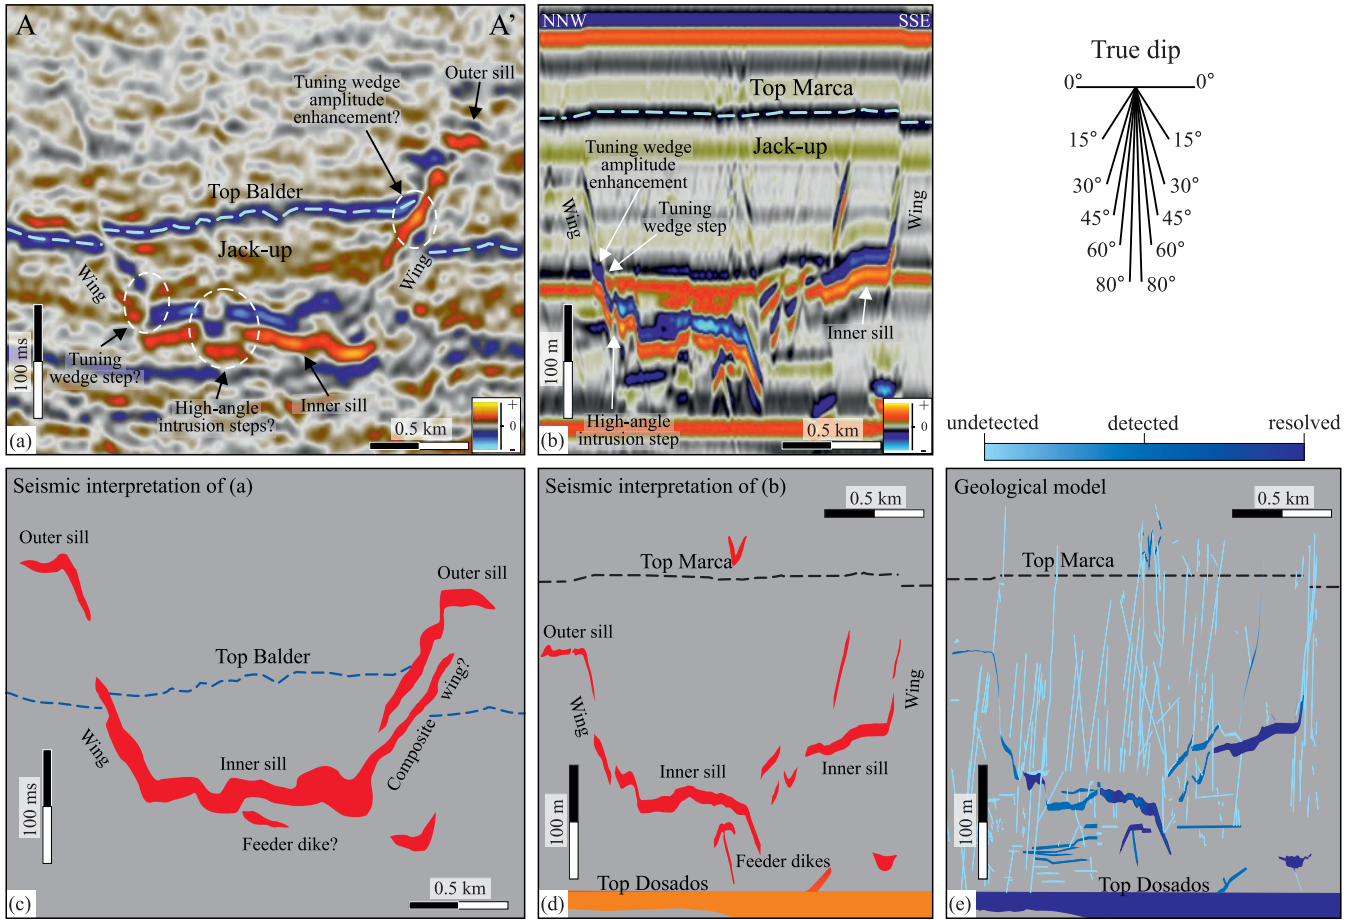 A
A’
Outer sill
Tuning wedge
amplitude
enhancement?
Top Balder
Jack-up
Wing
Wing
Tuning
wedge step?
High-angle
intrusion steps?
Inner sill
100 ms
0.5 km
+
0
-
(a)
NNW
SSE
Top Marca
Jack-up
Tuning wedge
amplitude
enhancement
Tuning
wedge step
Wing
Wing
Inner sill
High-angle
intrusion step
100 m
0.5 km
+
0
-
(b)
True dip
0°
0°
15°
15°
30°
30°
45°
45°
60°
60°
80°
80°
undetected
detected
resolved
Seismic interpretation of (a)
Outer sill
Outer sill
Top Balder
Wing
Inner sill
Composite
wing?
Feeder dike?
100 ms
0.5 km
(c)
Seismic interpretation of (b)
0.5 km
Top Marca
Outer sill
Wing
Wing
Inner sill
Inner sill
Feeder dikes
100 m
Top Dosados
(d)
Geological model
0.5 km
Top Marca
100 m
Top Dosados
(e)